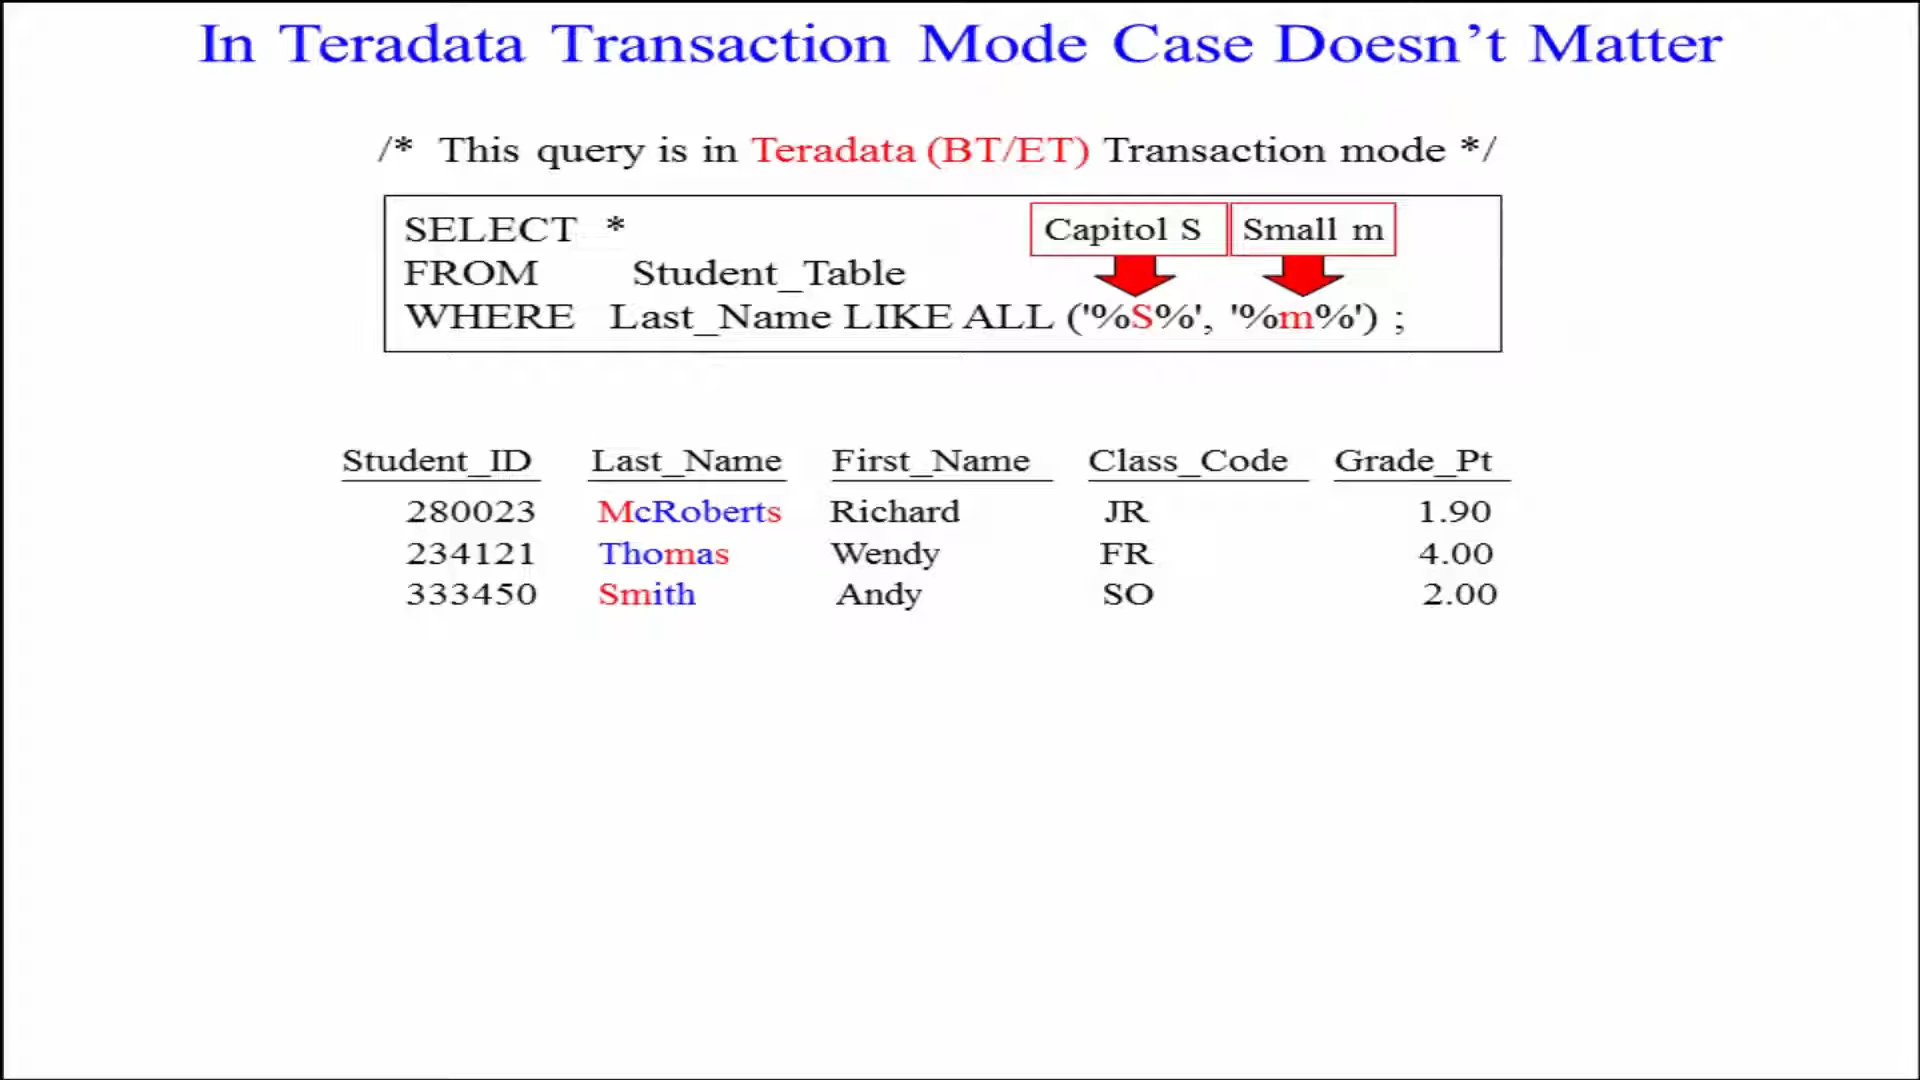 In Teradata Transaction Mode Case Doesn’t Matter
/* This query is in Teradata (BT/ET) Transaction mode */
SELECT *
Capitol S Small m
FROM Student_Table
WHERE Last_Name LIKE ALL ('%S%', '%m%') ;
Student_ID Last_Name First_Name Class_Code Grade_Pt
280023 McRoberts Richard JR 1.90
234121 Thomas Wendy FR 4.00
333450 Smith Andy SO 2.00